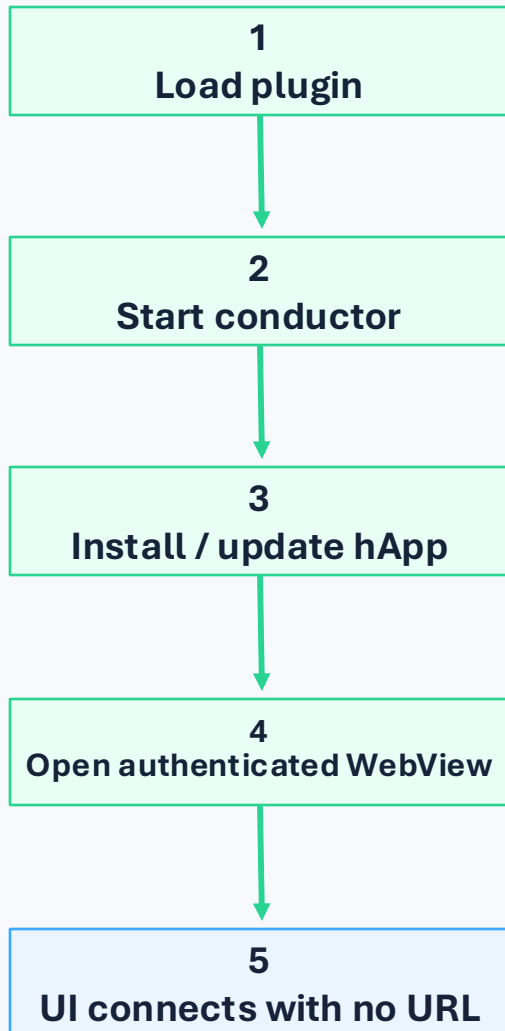 1
Load plugin
2
Start conductor
3
Install / update hApp
4
Open authenticated WebView
5
UI connects with no URL